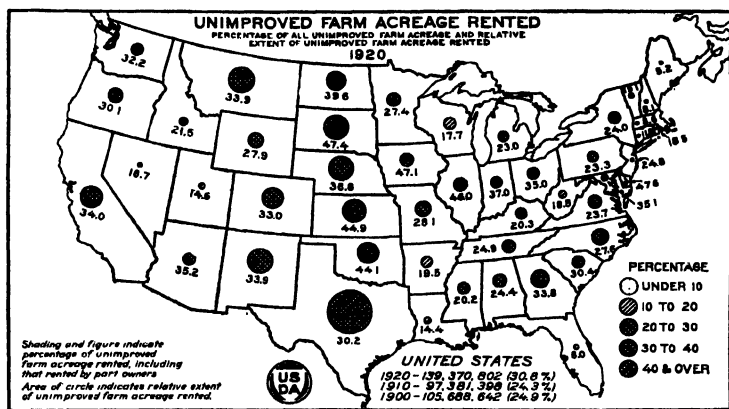 UNIMPROVED FARM ACREAGE RENTED
PERCENTAGE OF ALL UNIMPROVED FARM ACREAGE AND RELATIVE
EXTENT OF UNIMPROVED FARM ACREAGE RENTED
1920
32.2
33.9
39.6
27.4
9.2
30.1
21.5
27.9
47.4
17.7
23.0
24.0
16.7
14.6
33.0
36.6
47.1
46.0
37.0
35.0
23.3
24.8
47.6
35.1
34.0
44.9
28.1
20.3
18.8
23.7
35.2
33.9
44.1
19.5
24.9
27.6
30.4
30.2
14.4
20.2
24.4
33.8
6.0
PERCENTAGE
UNDER 10
10 TO 20
20 TO 30
30 TO 40
40 & OVER
Shading and figure indicate
percentage of unimproved
farm acreage rented, including
that rented by part owners
Area of circle indicates relative extent
of unimproved farm acreage rented.
US
DA
UNITED STATES
1920-139,370,802 (30.8%)
1910-97,381,398 (24.3%)
1900-105,688,642 (24.9%)